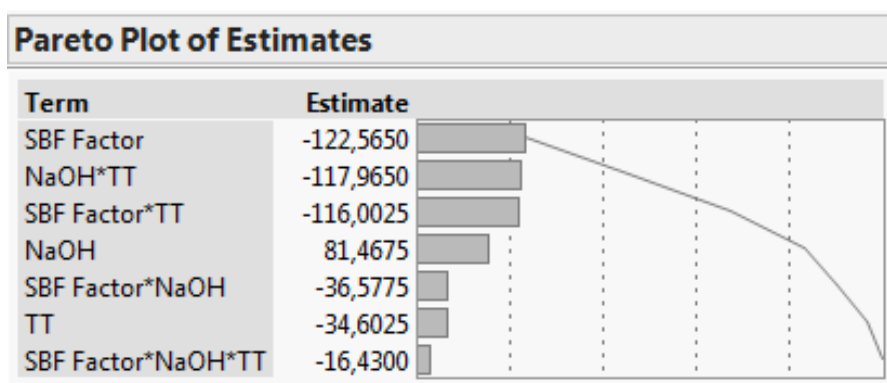 Pareto Plot of Estimates
Term Estimate
SBF Factor -122,5650
NaOH*TT -117,9650
SBF Factor*TT -116,0025
NaOH 81,4675
SBF Factor*NaOH -36,5775
TT -34,6025
SBF Factor*NaOH*TT -16,4300